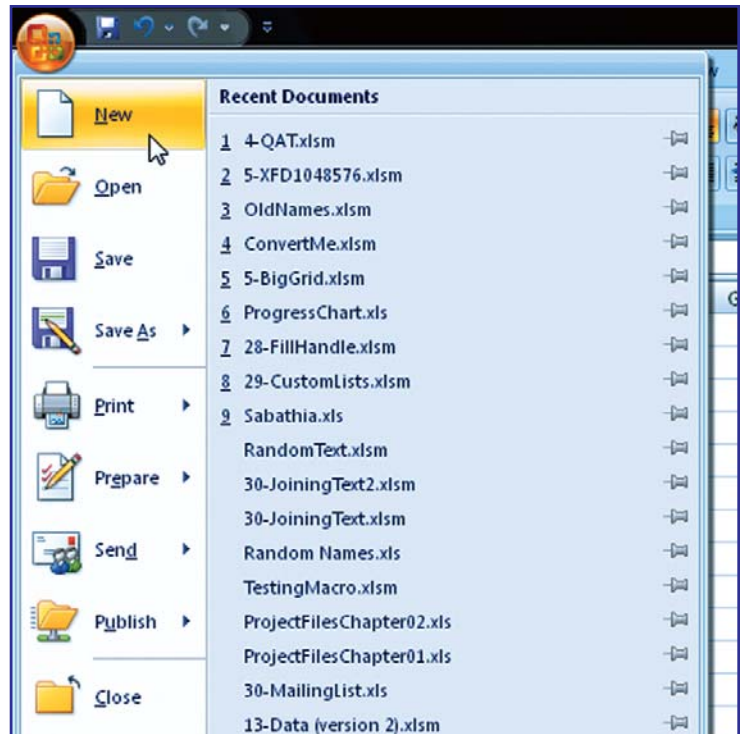 New
Open
Save
Save As
Print
Prepare
Send
Publish
Close
Recent Documents
1 4-QAT.xlsm
2 5-XFD1048576.xlsm
3 OldNames.xlsm
4 ConvertMe.xlsm
5 5-BigGrid.xlsm
6 ProgressChart.xls
7 28-FillHandle.xlsm
8 29-CustomLists.xlsm
9 Sabathia.xls
RandomText.xlsm
30-JoiningText2.xlsm
30-JoiningText.xlsm
Random Names.xls
TestingMacro.xlsm
ProjectFilesChapter02.xls
ProjectFilesChapter01.xls
30-MailingList.xls
13-Data (version 2).xlsm